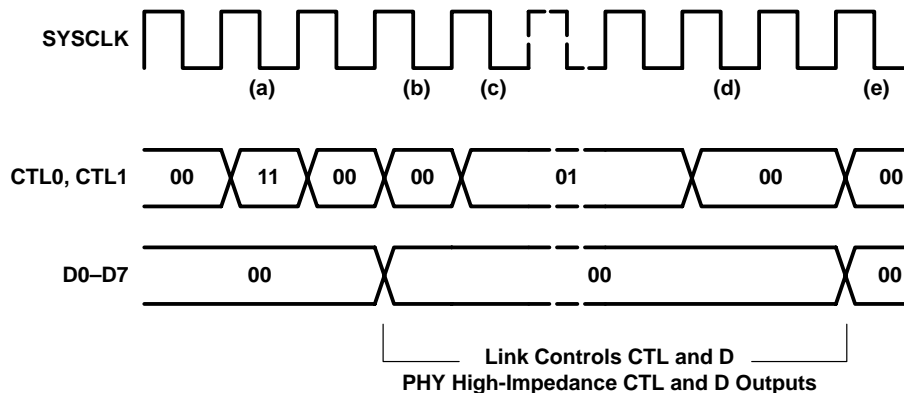 SYSCLK
(a) (b) (c) (d) (e)
CTL0, CTL1 00 11 00 00 01 00 00
D0–D7 00 00 00
Link Controls CTL and D
PHY High-Impedance CTL and D Outputs